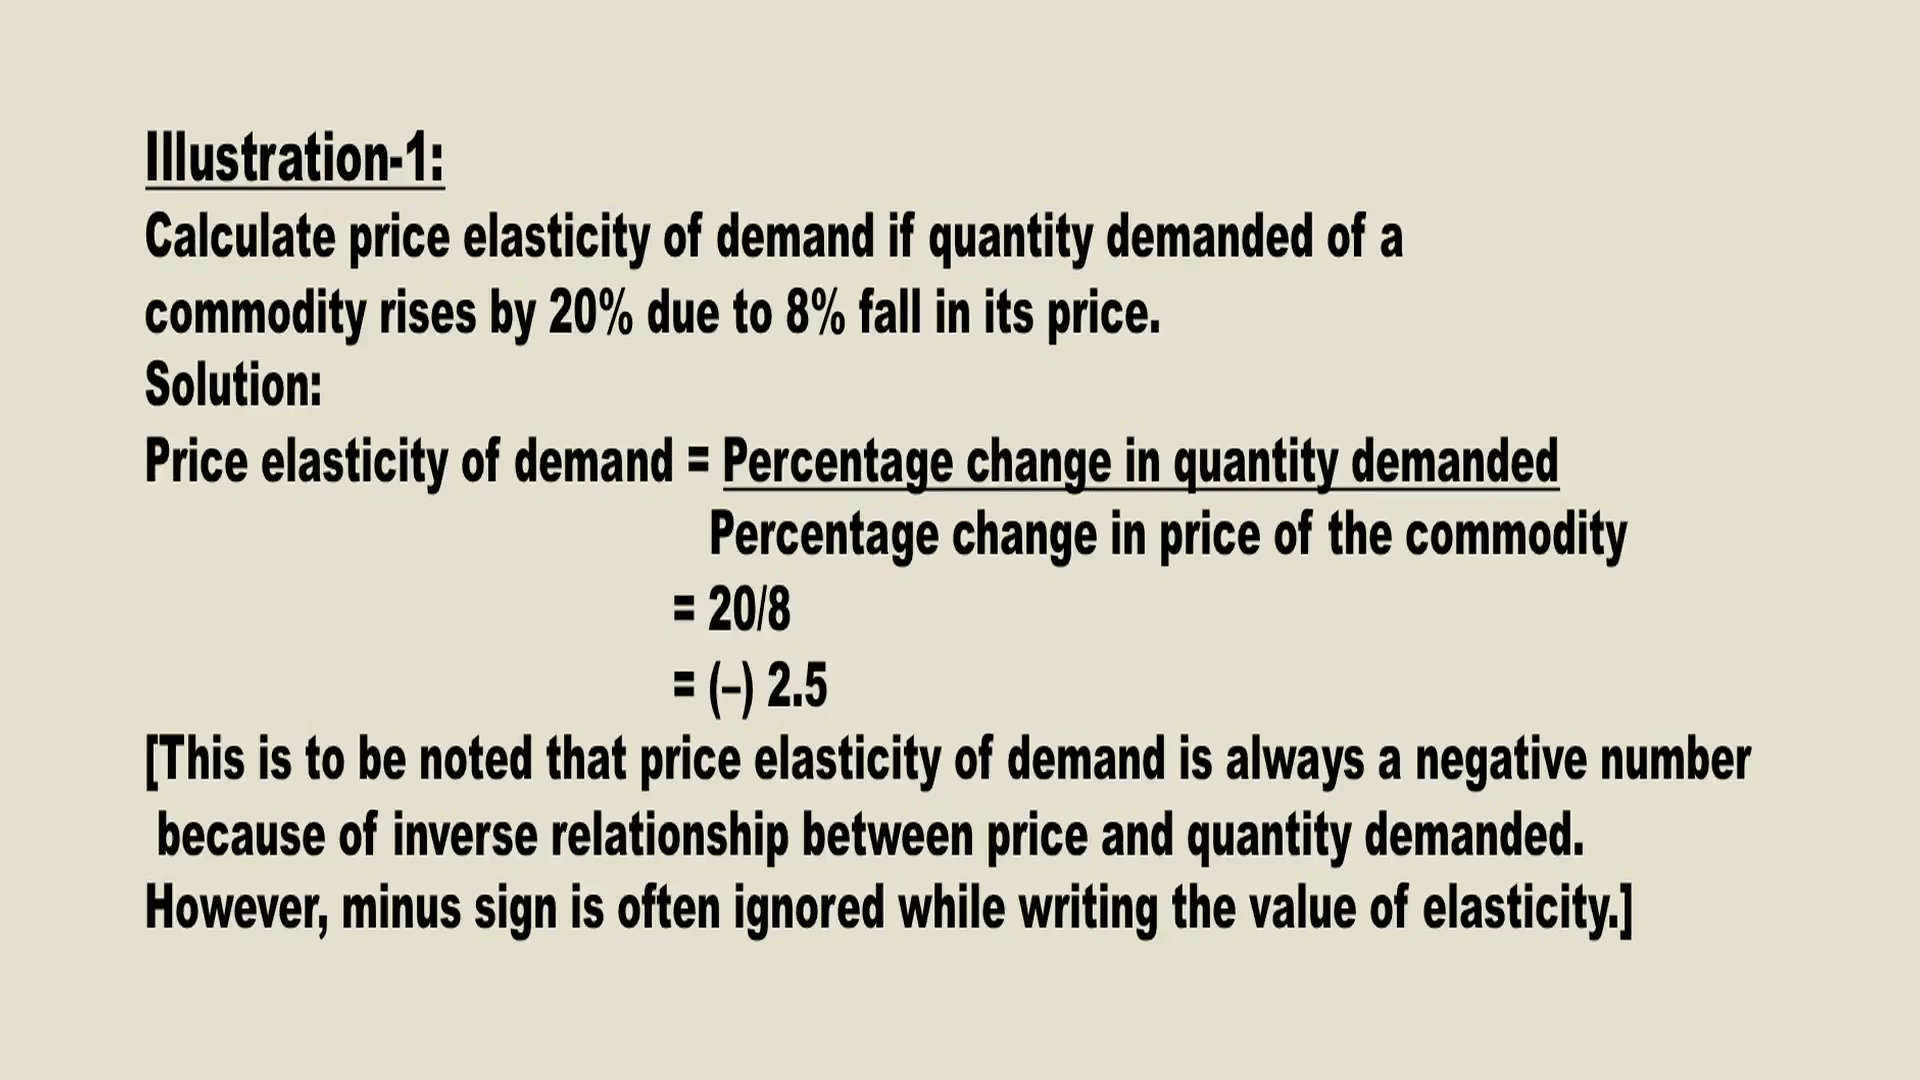 Illustration-1:
Calculate price elasticity of demand if quantity demanded of a
commodity rises by 20% due to 8% fall in its price.
Solution:
Price elasticity of demand = Percentage change in quantity demanded
Percentage change in price of the commodity
= 20/8
= (–) 2.5
[This is to be noted that price elasticity of demand is always a negative number
because of inverse relationship between price and quantity demanded.
However, minus sign is often ignored while writing the value of elasticity.]